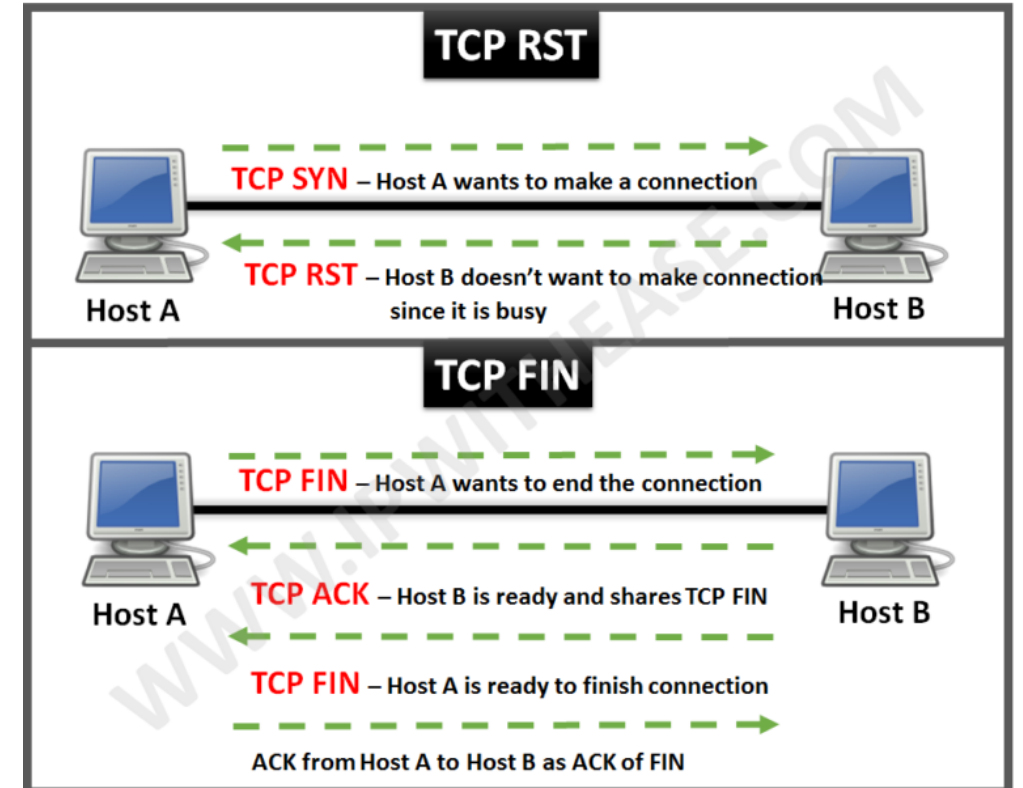 TCP RST
TCP SYN – Host A wants to make a connection
TCP RST – Host B doesn't want to make connection
since it is busy
Host A
Host B
TCP FIN
TCP FIN – Host A wants to end the connection
TCP ACK – Host B is ready and shares TCP FIN
Host A
Host B
TCP FIN – Host A is ready to finish connection
ACK from Host A to Host B as ACK of FIN
WWW.IPWITHEASE.COM